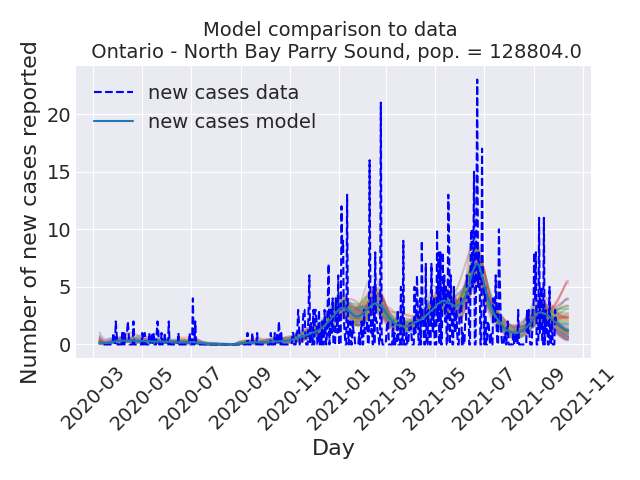 Model comparison to data
Ontario - North Bay Parry Sound, pop. = 128804.0
Number of new cases reported
20
15
10
5
0
new cases data
new cases model
2020-03
2020-05
2020-07
2020-09
2020-11
2021-01
2021-03
2021-05
2021-07
2021-09
2021-11
Day